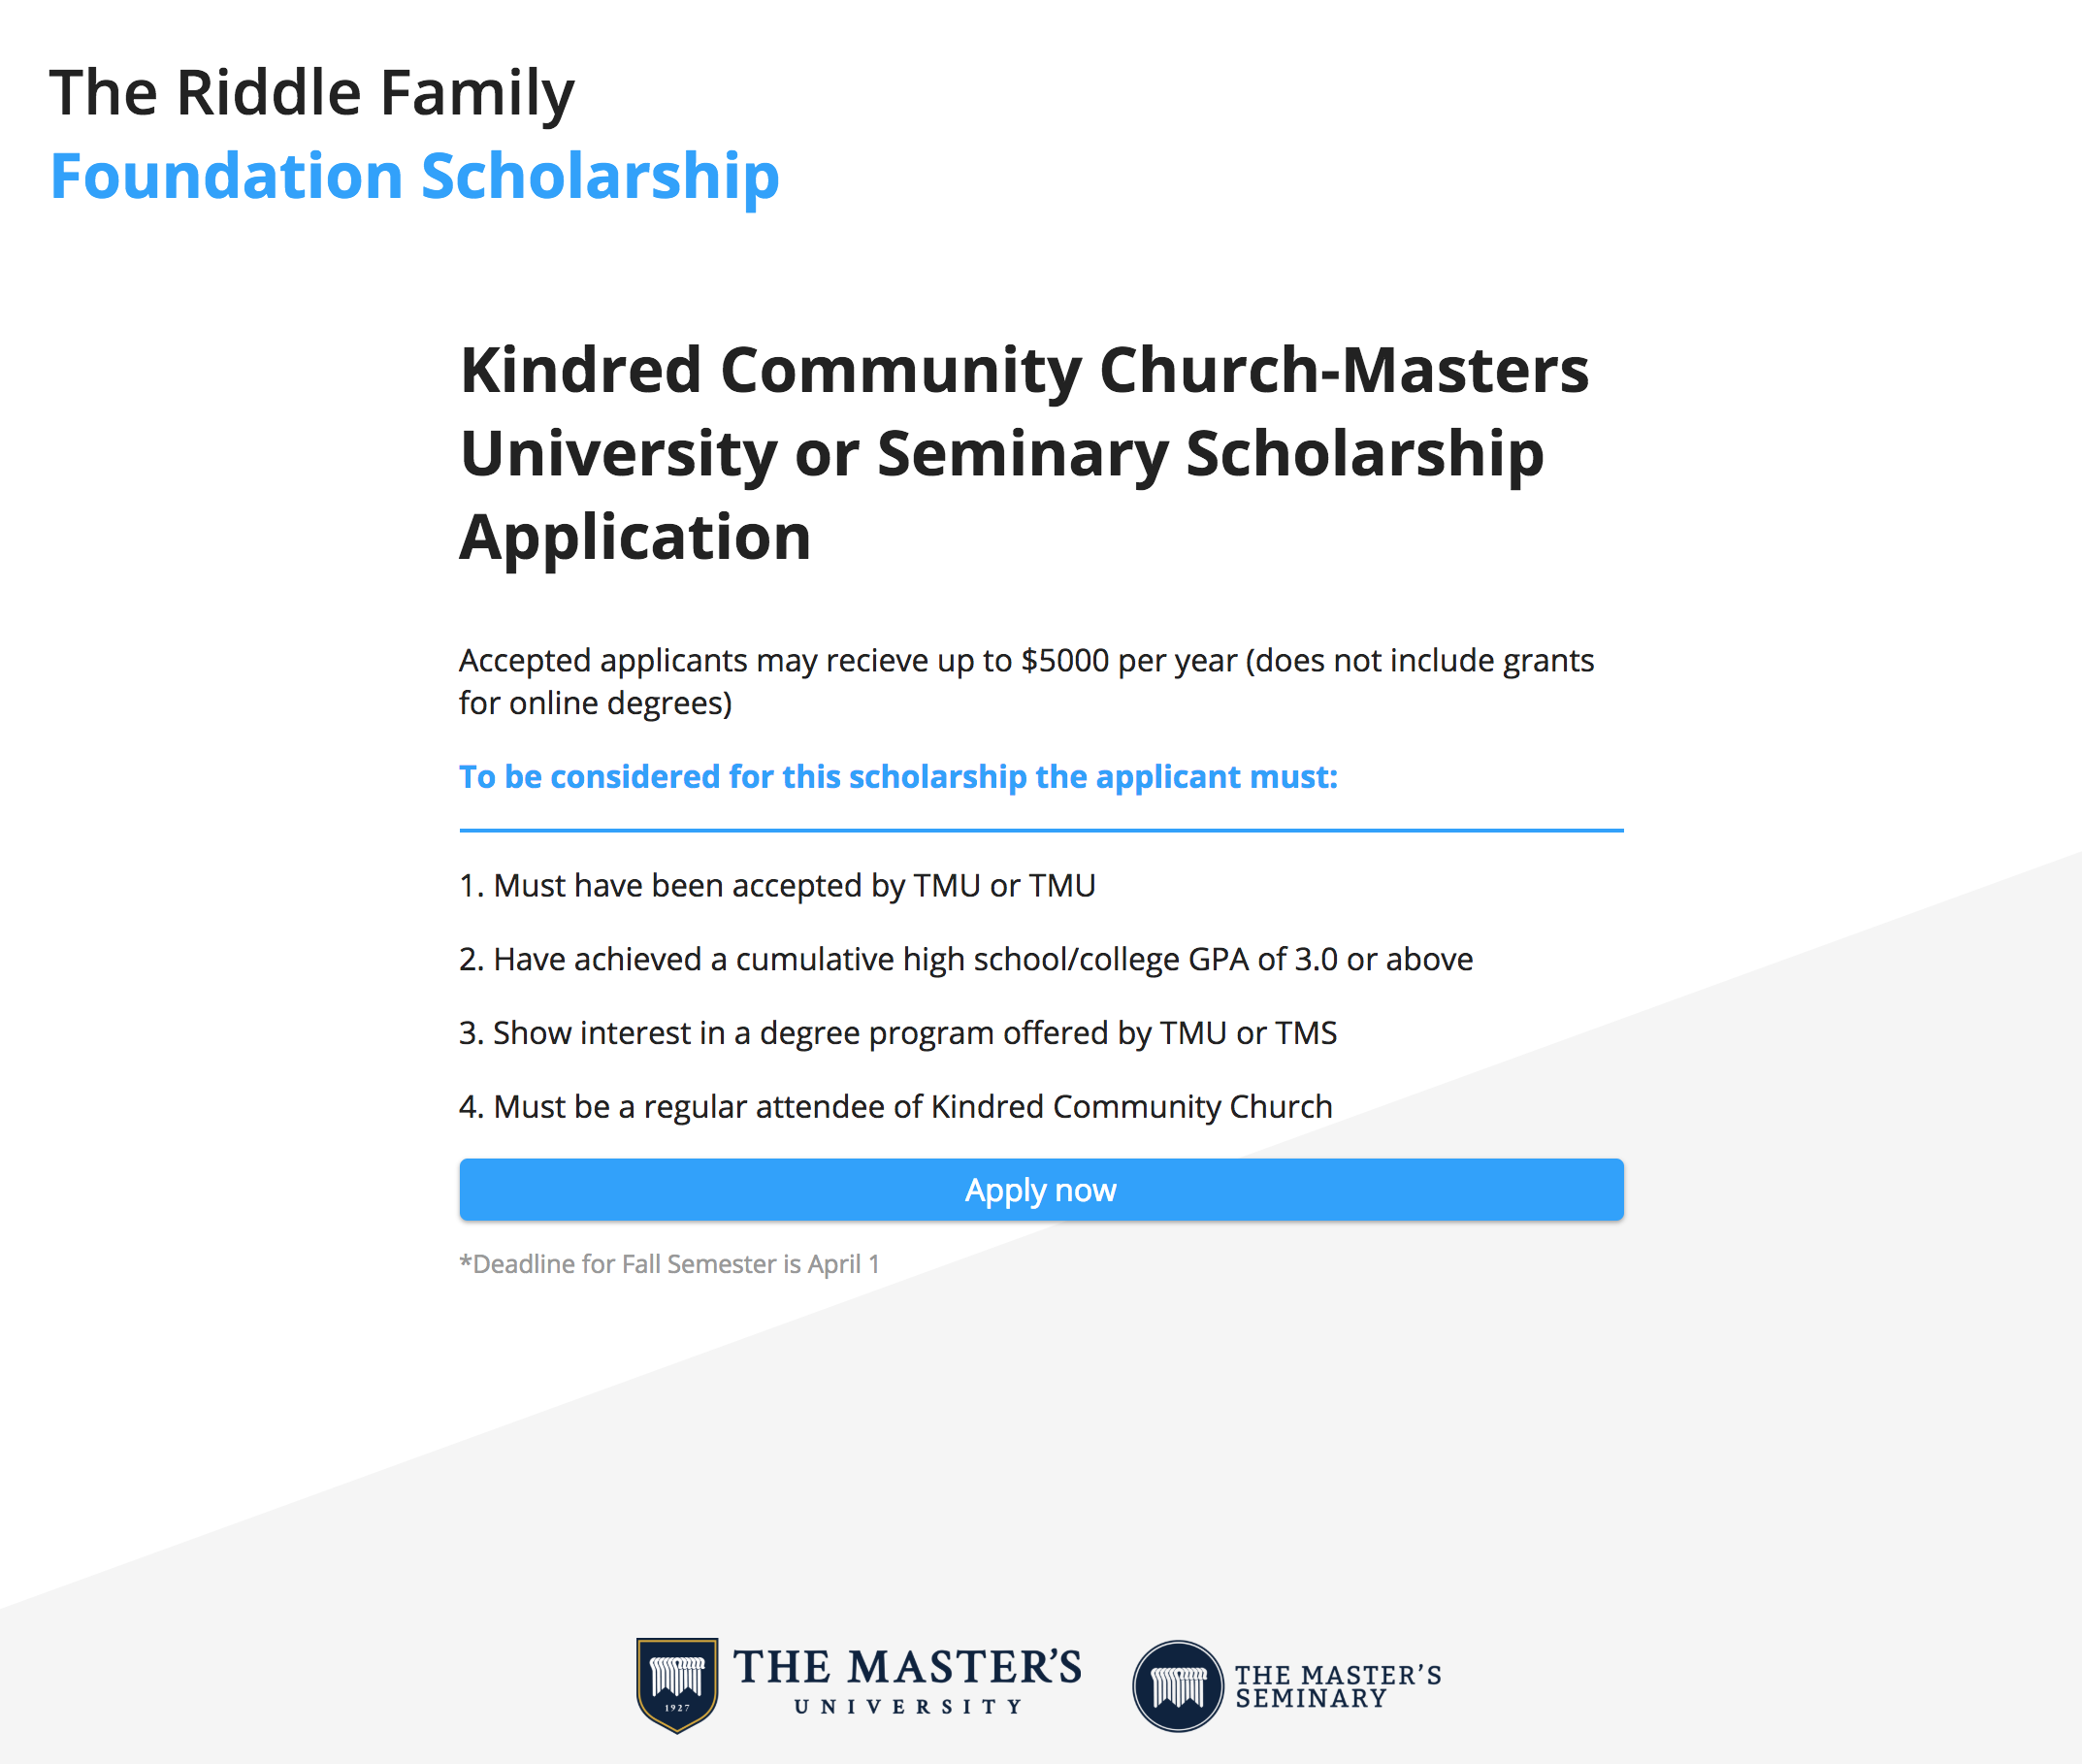 The Riddle Family
Foundation Scholarship
Kindred Community Church-Masters
University or Seminary Scholarship
Application
Accepted applicants may recieve up to $5000 per year (does not include grants
for online degrees)
To be considered for this scholarship the applicant must:
1. Must have been accepted by TMU or TMU
2. Have achieved a cumulative high school/college GPA of 3.0 or above
3. Show interest in a degree program offered by TMU or TMS
4. Must be a regular attendee of Kindred Community Church
Apply now
*Deadline for Fall Semester is April 1
1927
THE MASTER'S
UNIVERSITY
THE MASTER'S
SEMINARY